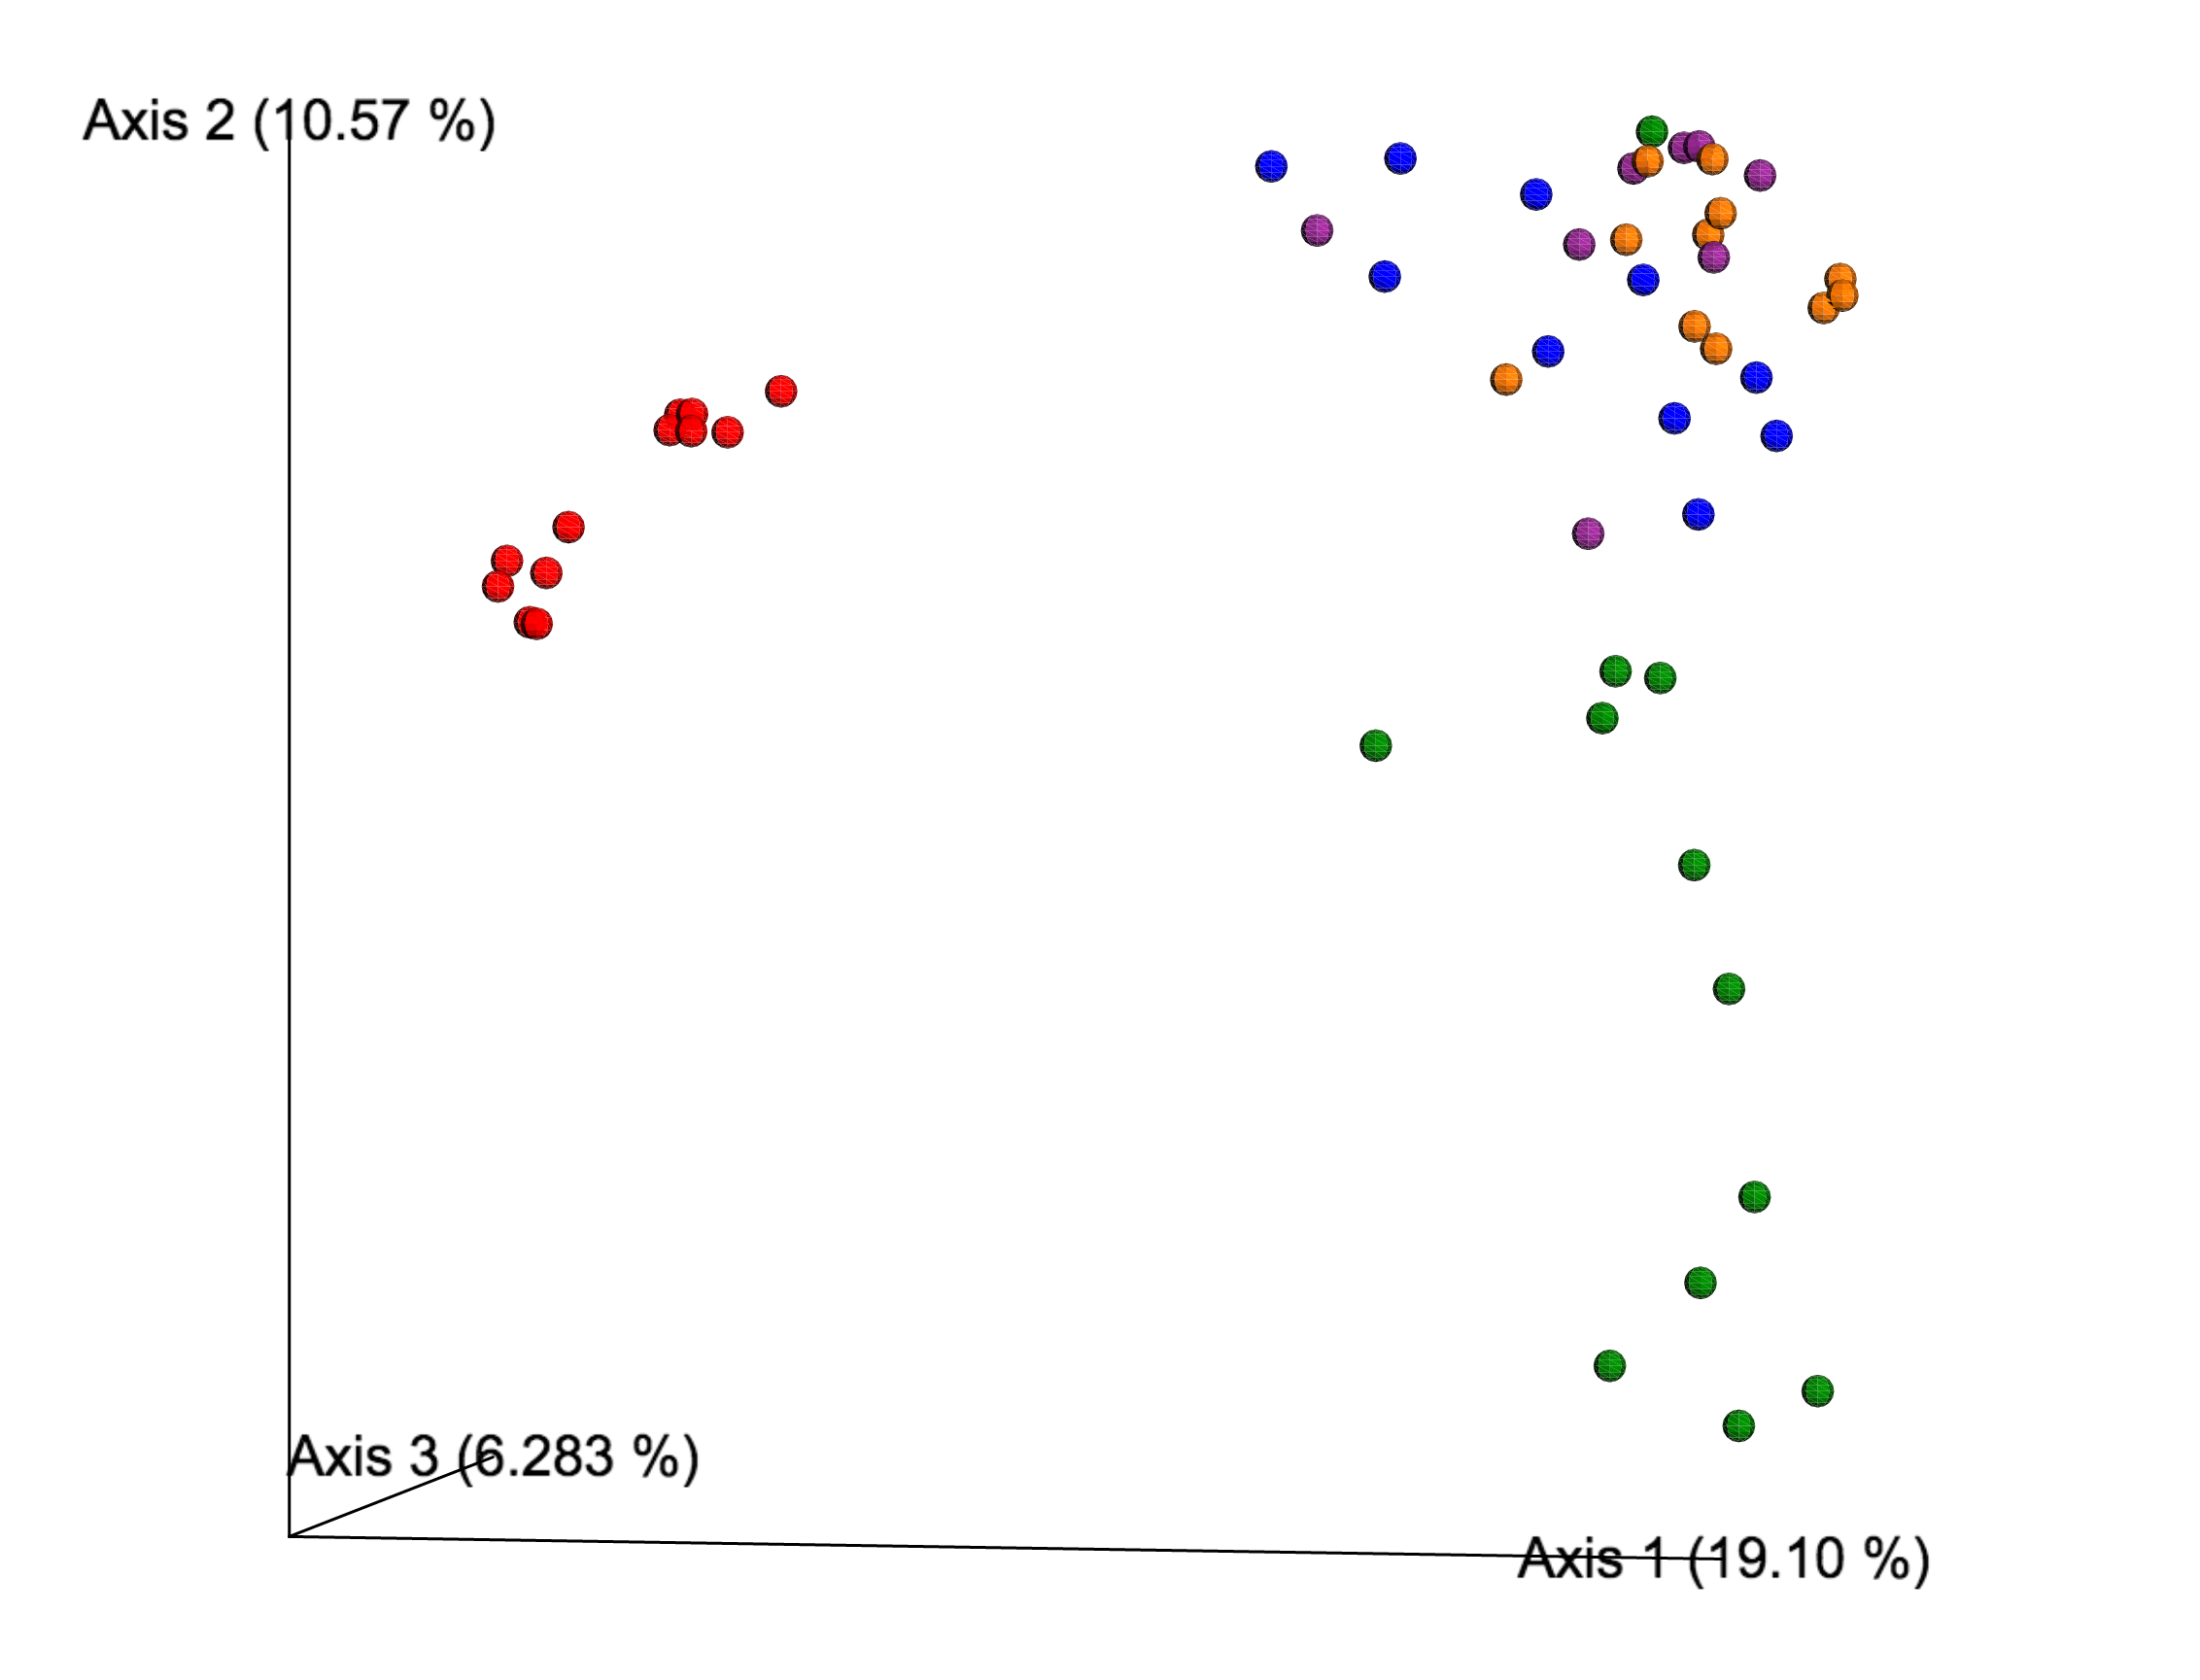 Axis 2 (10.57 %)
Axis 3 (6.283 %)
Axis 1 (19.10 %)